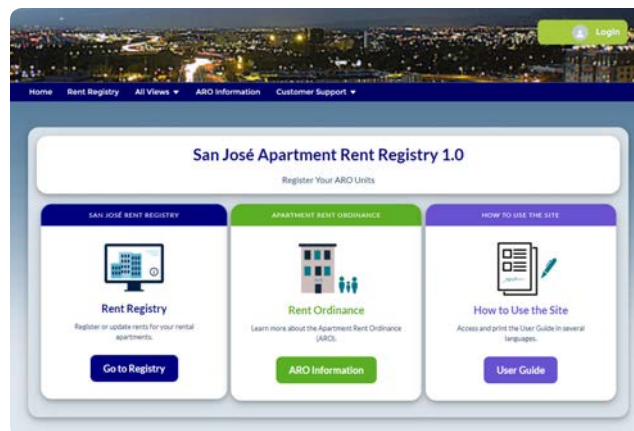 Login
Home Rent Registry All Views ARO Information Customer Support
San José Apartment Rent Registry 1.0
Register Your ARO Units
SAN JOSÉ RENT REGISTRY
Rent Registry
Register or update rents for your rental
apartments.
Go to Registry
APARTMENT RENT ORDINANCE
Rent Ordinance
Learn more about the Apartment Rent Ordinance
(ARO).
ARO Information
HOW TO USE THE SITE
How to Use the Site
Access and print the User Guide in several
languages.
User Guide